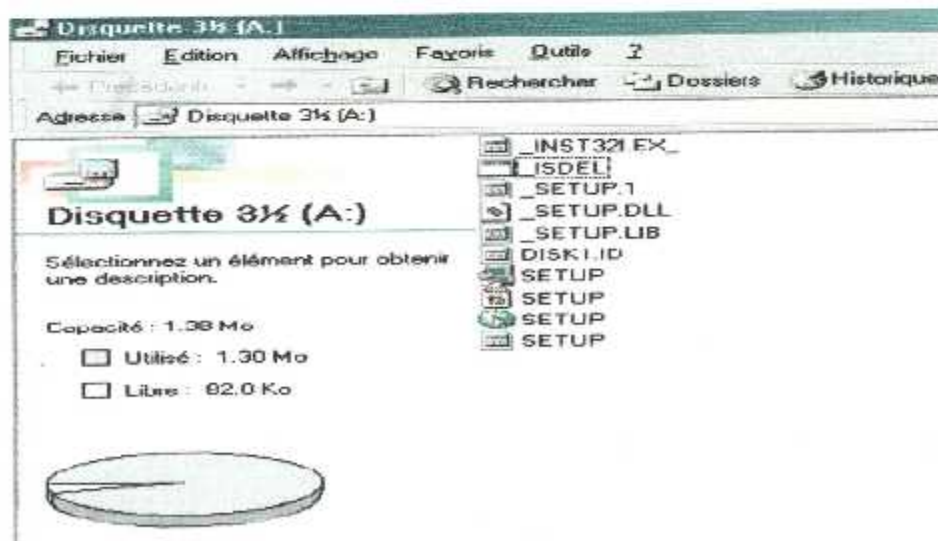 Disquette 3½ (A:)
Fichier Edition Affichage Favoris Outils ?
Rechercher Dossiers Historique
Adresse Disquette 3½ (A:)
_INST32I.EX_
_ISDEL
_SETUP.1
_SETUP.DLL
_SETUP.LIB
DISK1.ID
SETUP
SETUP
SETUP
SETUP
Disquette 3½ (A:)
Sélectionnez un élément pour obtenir
une description.
Capacité : 1.38 Mo
Utilisé : 1.30 Mo
Libre : 82,0 Ko